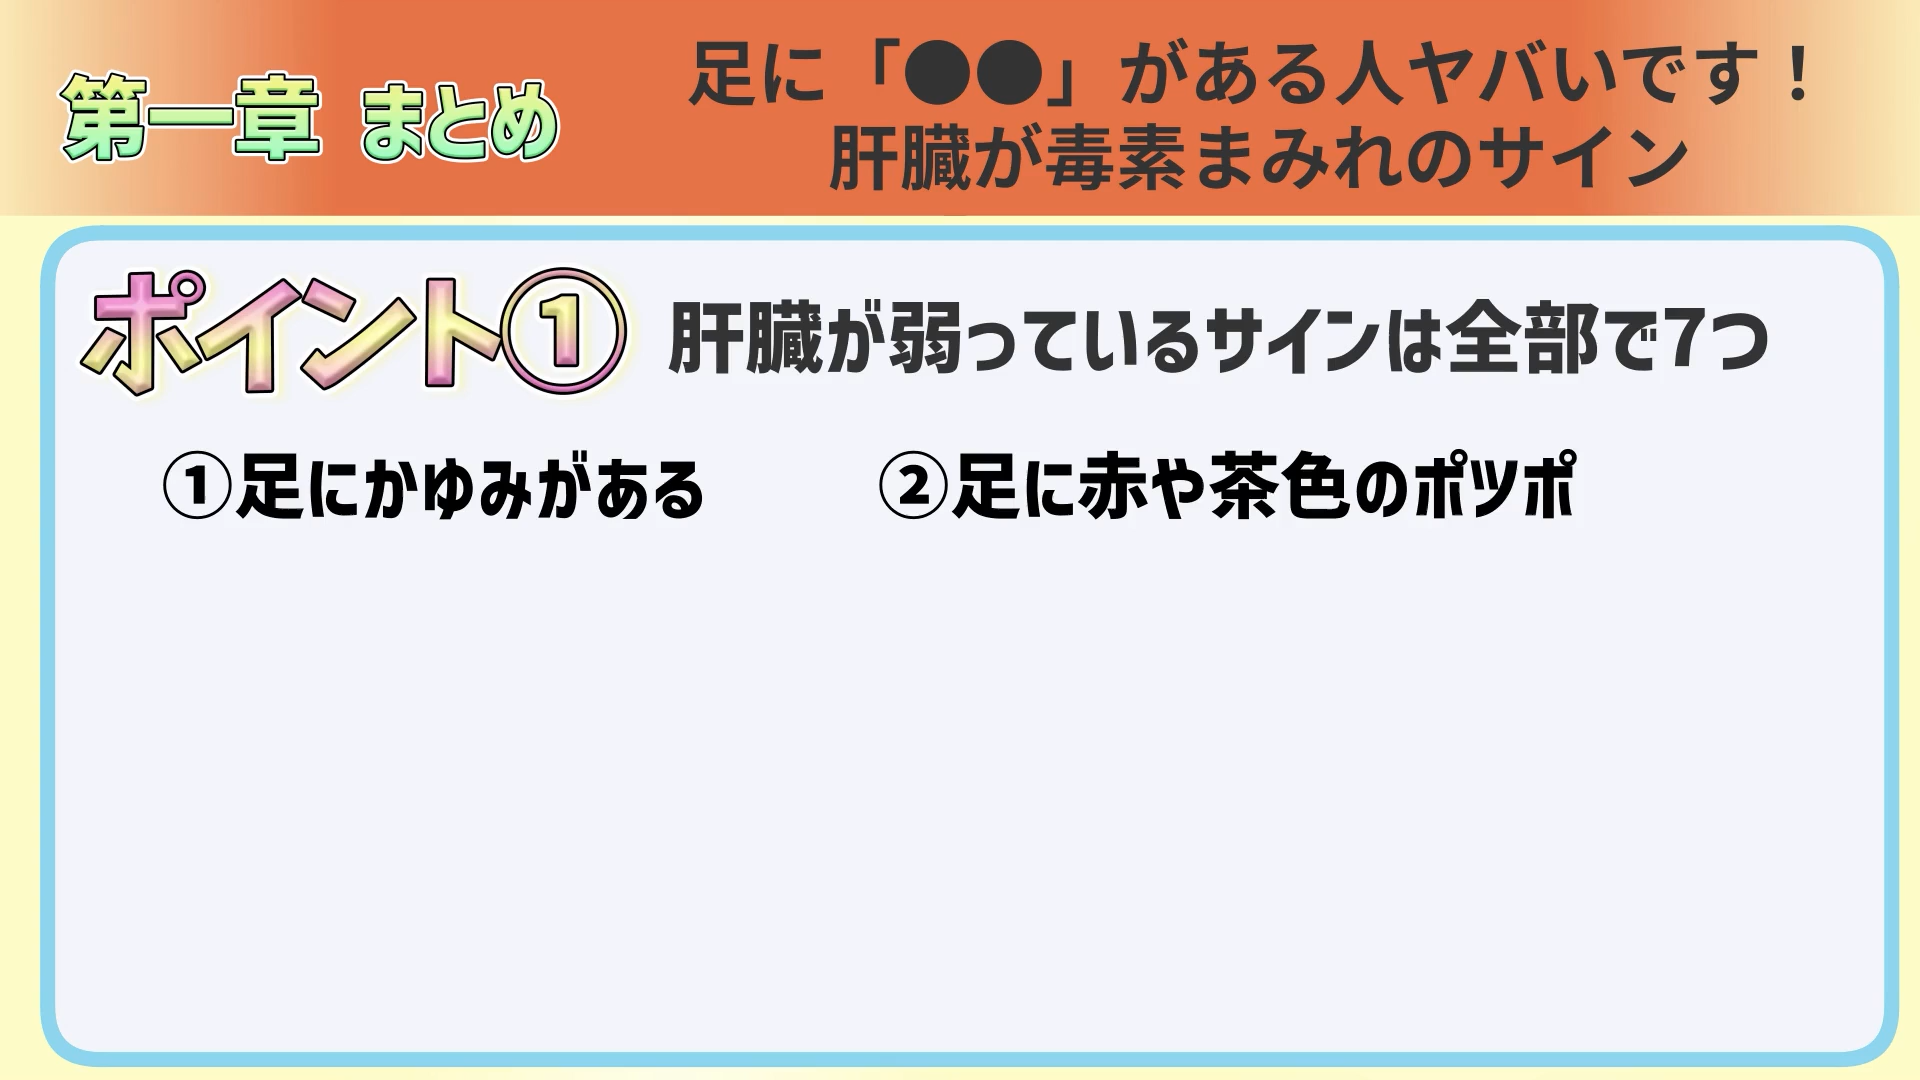 第一章 まとめ
足に「●●」がある人ヤバいです！
肝臓が毒素まみれのサイン
ポイント① 肝臓が弱っているサインは全部で7つ
①足にかゆみがある
②足に赤や茶色のポツポ